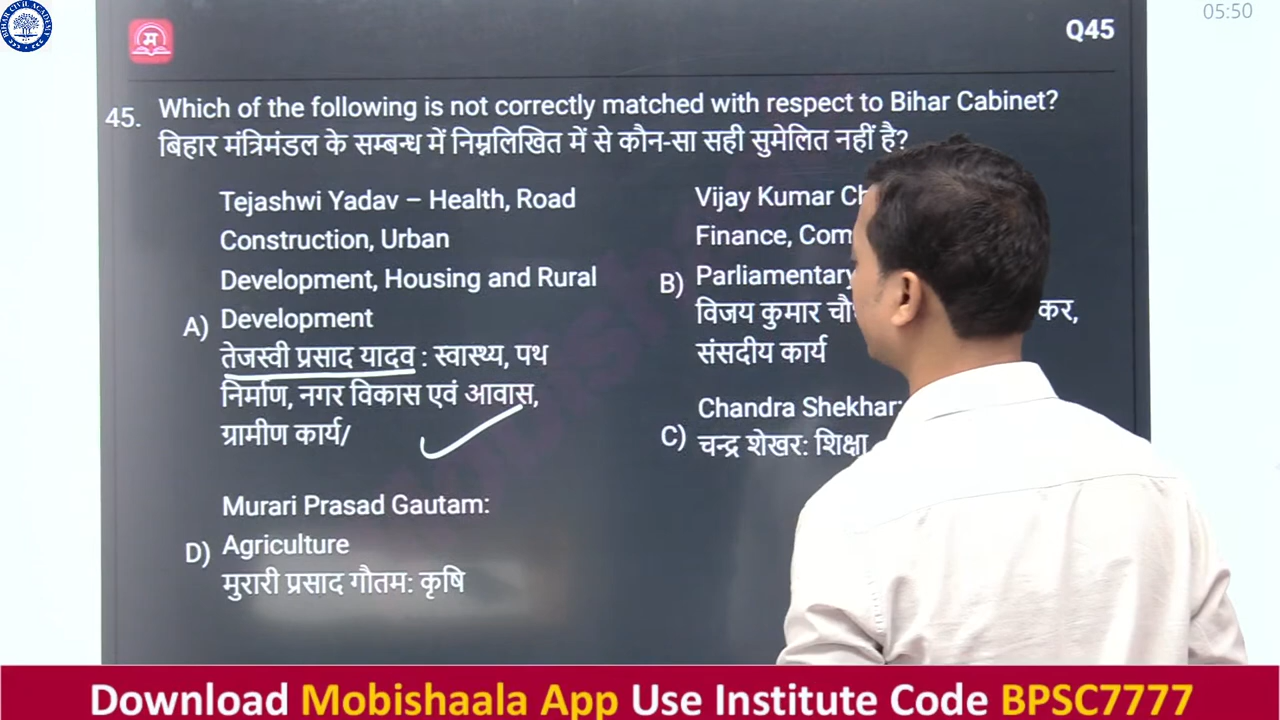 BIHAR CIVIL ACADEMY
05:50
म
Q45
45. Which of the following is not correctly matched with respect to Bihar Cabinet?
बिहार मंत्रिमंडल के सम्बन्ध में निम्नलिखित में से कौन-सा सही सुमेलित नहीं है?
Tejashwi Yadav – Health, Road
Construction, Urban
Development, Housing and Rural
A) Development
तेजस्वी प्रसाद यादव : स्वास्थ्य, पथ
निर्माण, नगर विकास एवं आवास,
ग्रामीण कार्य/
Vijay Kumar
Finance,
B) Parliamentary
विजय कुमार कर,
संसदीय कार्य
Chandra Shekhar
C) चन्द्र शेखर: शिक्षा
Murari Prasad Gautam:
D) Agriculture
मुरारी प्रसाद गौतम: कृषि
Download Mobishaala App Use Institute Code BPSC7777